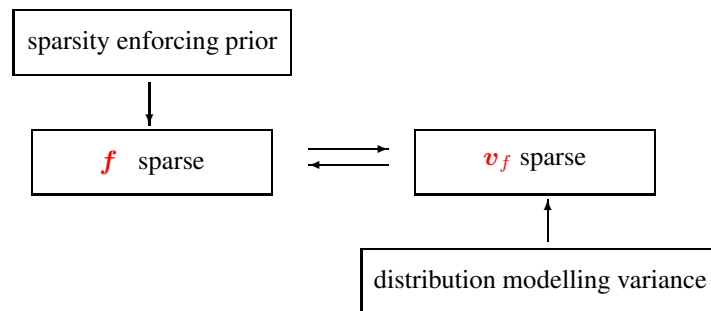 sparsity enforcing prior
f sparse
v_f sparse
distribution modelling variance